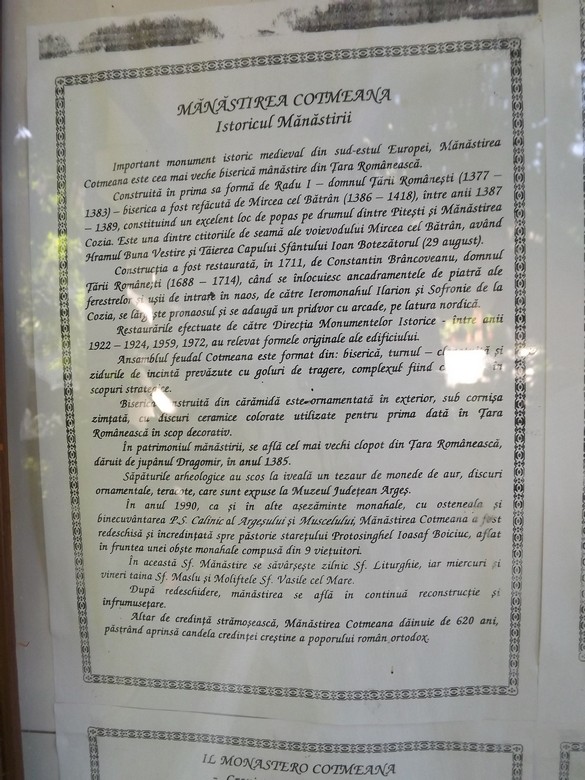 MĂNĂSTIREA COTMEANA
Istoricul Mănăstirii
Important monument istoric medieval din sud-estul Europei, Mănăstirea
Cotmeana este cea mai veche biserică mânăstire din Țara Românească.
Construită în prima sa formă de Radu I – domnul Țării Românești (1377 –
1383) – biserica a fost refăcută de Mircea cel Bătrân (1386 – 1418), între anii 1387
– 1389, constituind un excelent loc de popas pe drumul dintre Pitești și Mănăstirea
Cozia. Este una dintre ctitoriile de seamă ale voievodului Mircea cel Bătrân, având
Hramul Buna Vestire și Tăierea Capului Sfântului Ioan Botezătorul (29 august).
Construcția a fost restaurată, în 1711, de Constantin Brâncoveanu, domnul
Țării Românești (1688 – 1714), când se înlocuiesc ancadramentele de piatră ale
ferestrelor și ușii de intrare în naos, de către Ieromonahul Ilarion și Sofronie de la
Cozia, se lărgește pronaosul și se adaugă un pridvor cu arcade, pe latura nordică.
Restaurările efectuate de către Direcția Monumentelor Istorice - între anii
1922 – 1924, 1959, 1972, au relevat formele originale ale edificiului.
Ansamblul feudal Cotmeana este format din: biserică, turnul – și
zidurile de incintă prevăzute cu goluri de tragere, complexul fiind în
scopuri strategice.
Biserica construită din cărămidă este ornamentată în exterior, sub cornișa
zimțată, cu discuri ceramice colorate utilizate pentru prima dată în Țara
Românească în scop decorativ.
În patrimoniul mănăstirii, se află cel mai vechi clopot din Țara Românească,
dăruit de jupânul Dragomir, în anul 1385.
Săpăturile arheologice au scos la iveală un tezaur de monede de aur, discuri
ornamentale, teracote, care sunt expuse la Muzeul Județean Argeș.
În anul 1990, ca și în alte așezăminte monahale, cu osteneala și
binecuvântarea P.S. Calinic al Argeșului și Muscelului, Mănăstirea Cotmeana a fost
redeschisă și încredințată spre păstorie starețului Protosinghel Ioasaf Boiciuc, aflat
în fruntea unei obște monahale compusă din 9 viețuitori.
În această Sf. Mănăstire se săvârșește zilnic Sf. Liturghie, iar miercuri și
vineri taina Sf. Maslu și Moliftele Sf. Vasile cel Mare.
După redeschidere, mănăstirea se află în continuă reconstrucție și
înfrumusețare.
Altar de credință strămoșească, Mănăstirea Cotmeana dăinuie de 620 ani,
păstrând aprinsă candela credinței creștine a poporului român ortodox.
IL MONASTERO COTMEANA